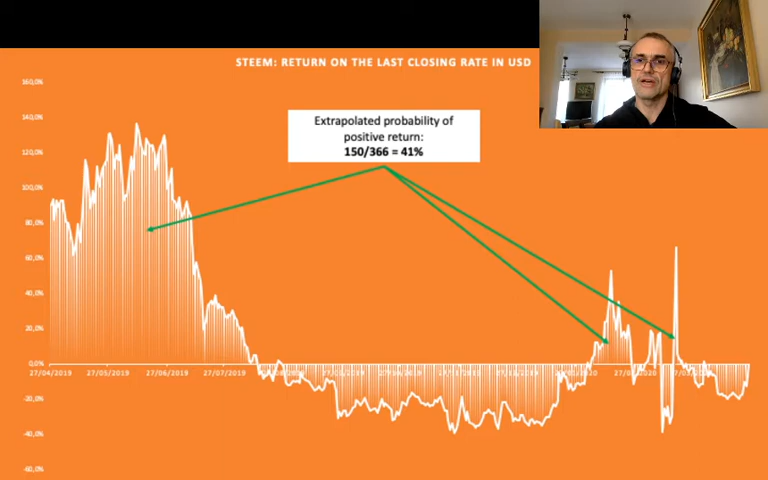 STEEM: RETURN ON THE LAST CLOSING RATE IN USD
160,0%
140,0%
120,0%
100,0%
80,0%
60,0%
40,0%
20,0%
0,0%
-20,0%
-40,0%
-60,0%
Extrapolated probability of
positive return:
150/366 = 41%
27/04/2019 27/05/2019 27/06/2019 27/07/2019